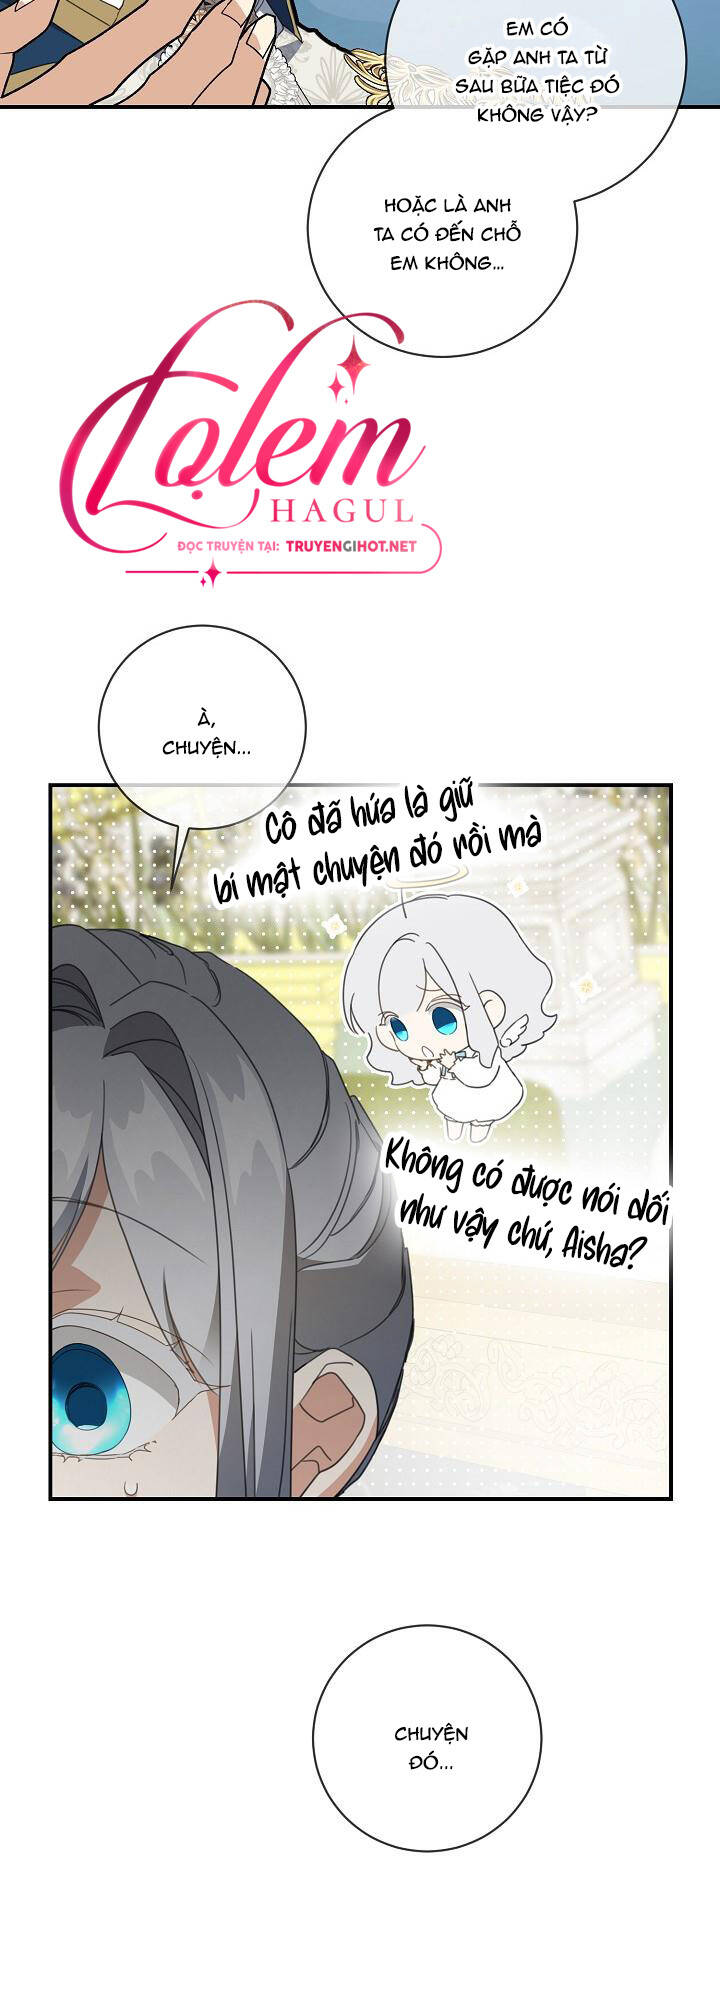 EM CÓ
GẶP ANH TA TỪ
SAU BỮA TIỆC ĐÓ
KHÔNG VẬY?
HOẶC LÀ ANH
TA CÓ ĐẾN CHỖ
EM KHÔNG...
Lọlem
HAGUL
ĐỌC TRUYỆN TẠI: TRUYENGIHOT.NET
À,
CHUYỆN...
Cô đã hứa là giữ
bí mật chuyện đó rồi mà
Không có được nói dối
như vậy chứ, Aisha?
CHUYỆN
ĐÓ...